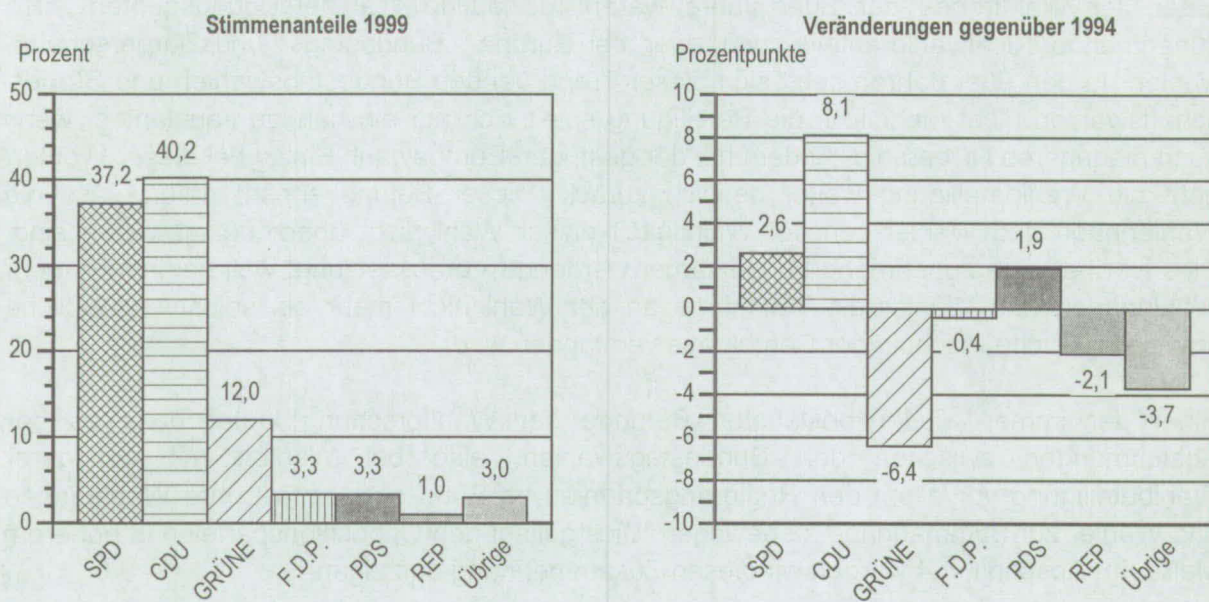 Stimmenanteile 1999
Prozent
50
40
30
20
10
0
37,2
40,2
12,0
3,3
3,3
1,0
3,0
SPD
CDU
GRÜNE
F.D.P.
PDS
REP
Übrige
Veränderungen gegenüber 1994
Prozentpunkte
10
8
6
4
2
0
-2
-4
-6
-8
-10
2,6
8,1
-6,4
-0,4
1,9
-2,1
-3,7
SPD
CDU
GRÜNE
F.D.P.
PDS
REP
Übrige